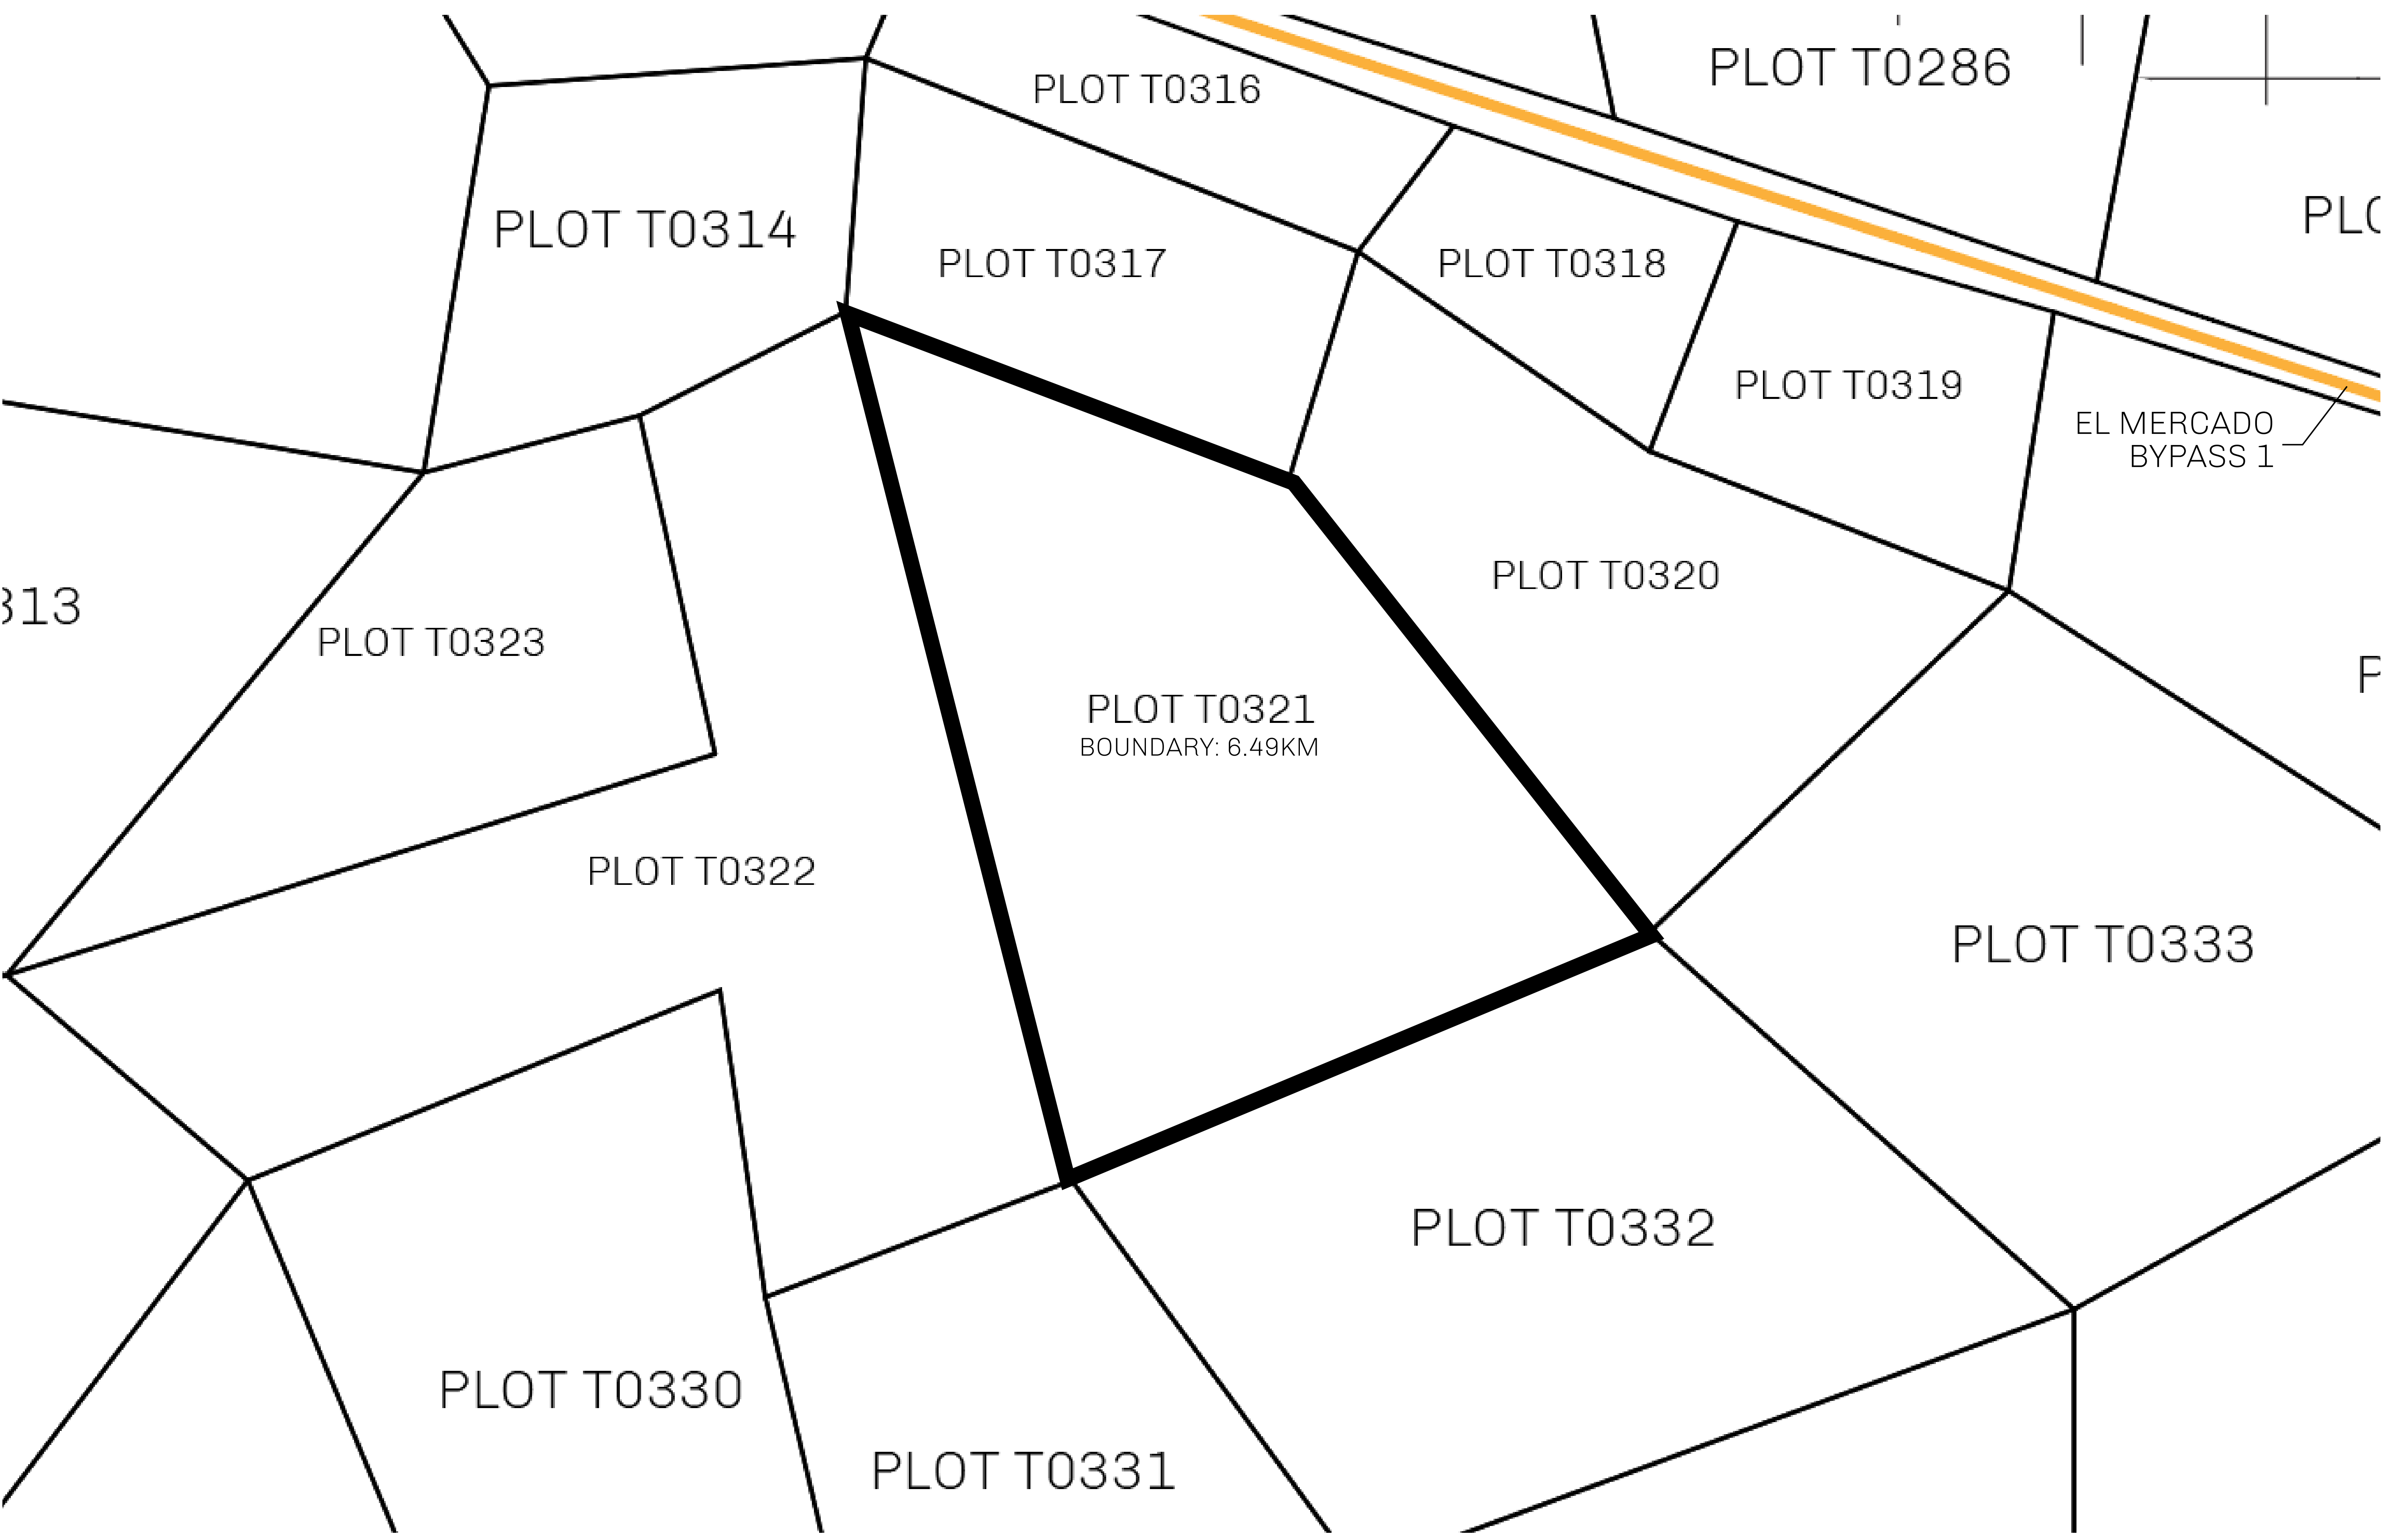 PLOT T0286
PLOT T0316
PLOT T0314
PLOT T0317
PLOT T0318
PLOT T0319
EL MERCADO
BYPASS 1
PLOT T0320
PLOT T0323
PLOT T0321
BOUNDARY: 6.49KM
PLOT T0322
PLOT T0333
PLOT T0332
PLOT T0330
PLOT T0331